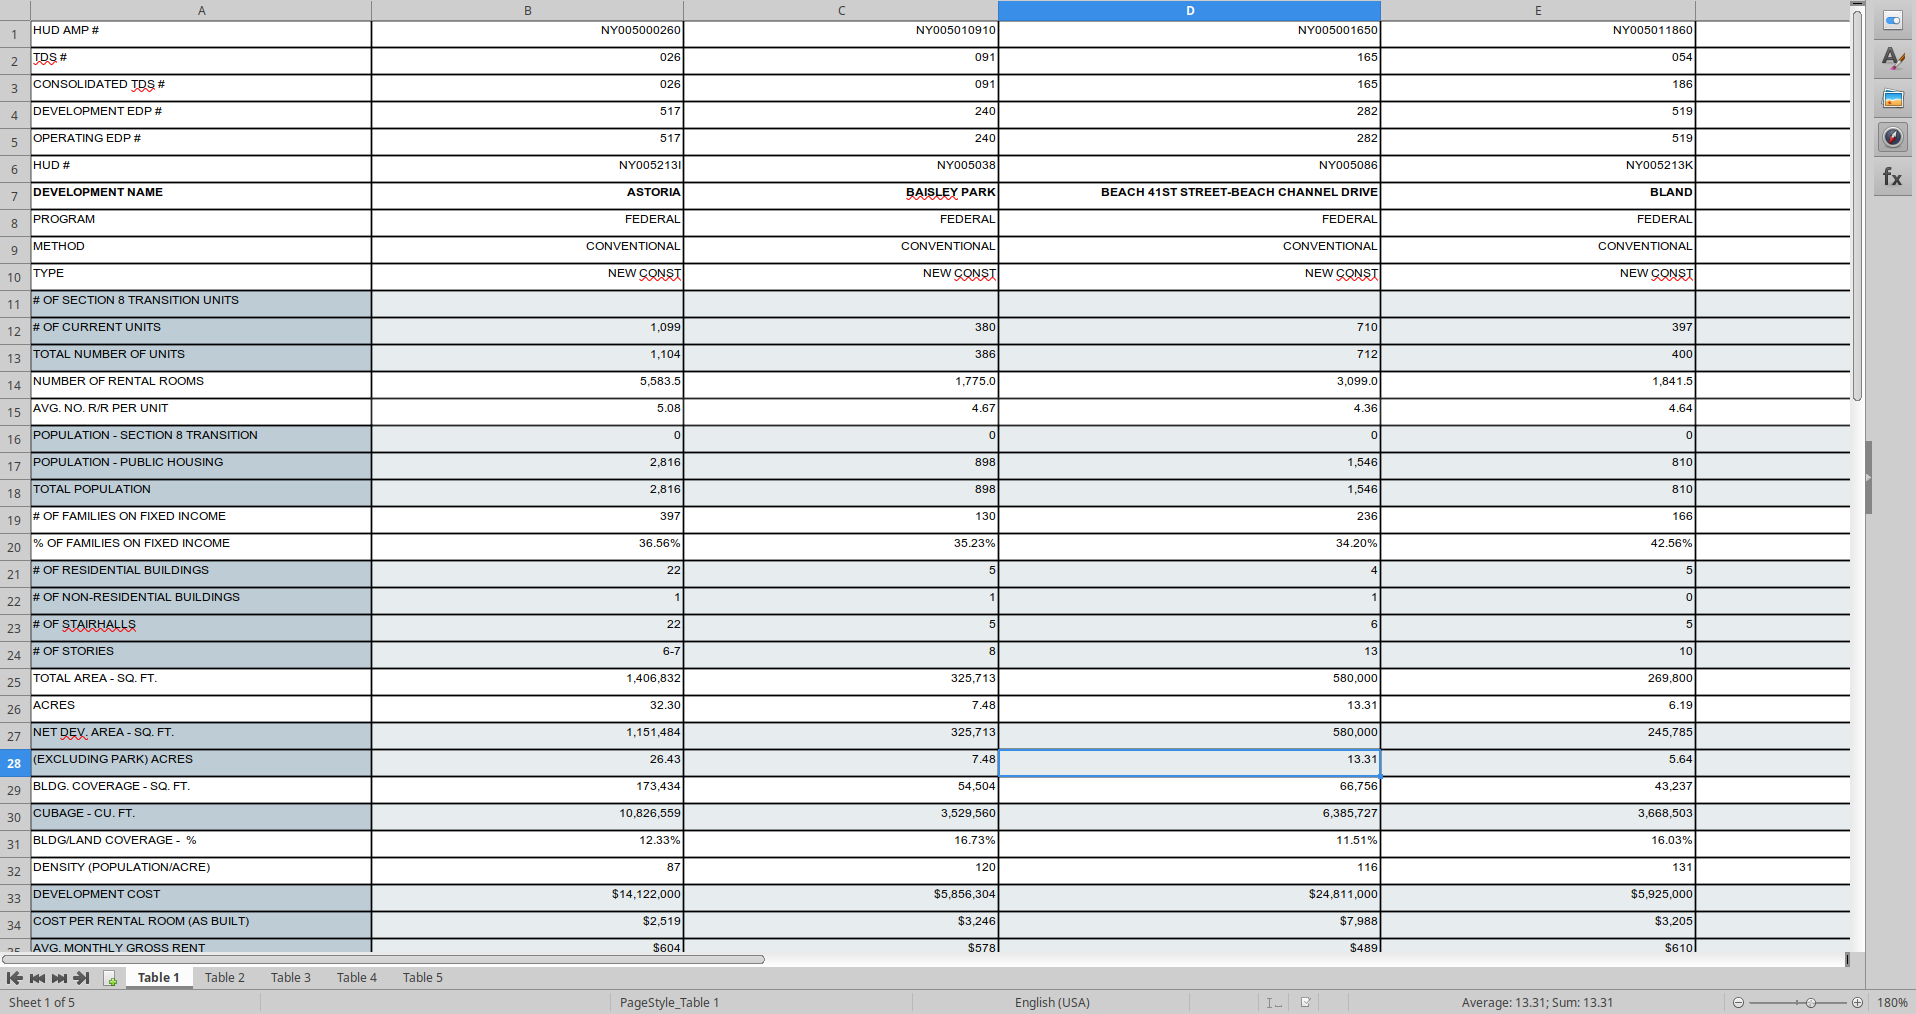 A B C D E
1 HUD AMP # NY005000260 NY005010910 NY005001650 NY005011860
2 TDS # 026 091 165 054
3 CONSOLIDATED TDS # 026 091 165 186
4 DEVELOPMENT EDP # 517 240 282 519
5 OPERATING EDP # 517 240 282 519
6 HUD # NY005213I NY005038 NY005086 NY005213K
7 DEVELOPMENT NAME ASTORIA BAISLEY PARK BEACH 41ST STREET-BEACH CHANNEL DRIVE BLAND
8 PROGRAM FEDERAL FEDERAL FEDERAL FEDERAL
9 METHOD CONVENTIONAL CONVENTIONAL CONVENTIONAL CONVENTIONAL
10 TYPE NEW CONST NEW CONST NEW CONST NEW CONST
11 # OF SECTION 8 TRANSITION UNITS
12 # OF CURRENT UNITS 1,099 380 710 397
13 TOTAL NUMBER OF UNITS 1,104 386 712 400
14 NUMBER OF RENTAL ROOMS 5,583.5 1,775.0 3,099.0 1,841.5
15 AVG. NO. R/R PER UNIT 5.08 4.67 4.36 4.64
16 POPULATION - SECTION 8 TRANSITION 0 0 0 0
17 POPULATION - PUBLIC HOUSING 2,816 898 1,546 810
18 TOTAL POPULATION 2,816 898 1,546 810
19 # OF FAMILIES ON FIXED INCOME 397 130 236 166
20 % OF FAMILIES ON FIXED INCOME 36.56% 35.23% 34.20% 42.56%
21 # OF RESIDENTIAL BUILDINGS 22 5 4 5
22 # OF NON-RESIDENTIAL BUILDINGS 1 1 1 0
23 # OF STAIRHALLS 22 5 6 5
24 # OF STORIES 6-7 8 13 10
25 TOTAL AREA - SQ. FT. 1,406,832 325,713 580,000 269,800
26 ACRES 32.30 7.48 13.31 6.19
27 NET DEV. AREA - SQ. FT. 1,151,484 325,713 580,000 245,785
28 (EXCLUDING PARK) ACRES 26.43 7.48 13.31 5.64
29 BLDG. COVERAGE - SQ. FT. 173,434 54,504 66,756 43,237
30 CUBAGE - CU. FT. 10,826,559 3,529,560 6,385,727 3,668,503
31 BLDG/LAND COVERAGE - % 12.33% 16.73% 11.51% 16.03%
32 DENSITY (POPULATION/ACRE) 87 120 116 131
33 DEVELOPMENT COST $14,122,000 $5,856,304 $24,811,000 $5,925,000
34 COST PER RENTAL ROOM (AS BUILT) $2,519 $3,246 $7,988 $3,205
35 AVG. MONTHLY GROSS RENT $604 $578 $489 $610
Table 1 Table 2 Table 3 Table 4 Table 5
Sheet 1 of 5 PageStyle_Table 1 English (USA) Average: 13.31; Sum: 13.31 180%
fx